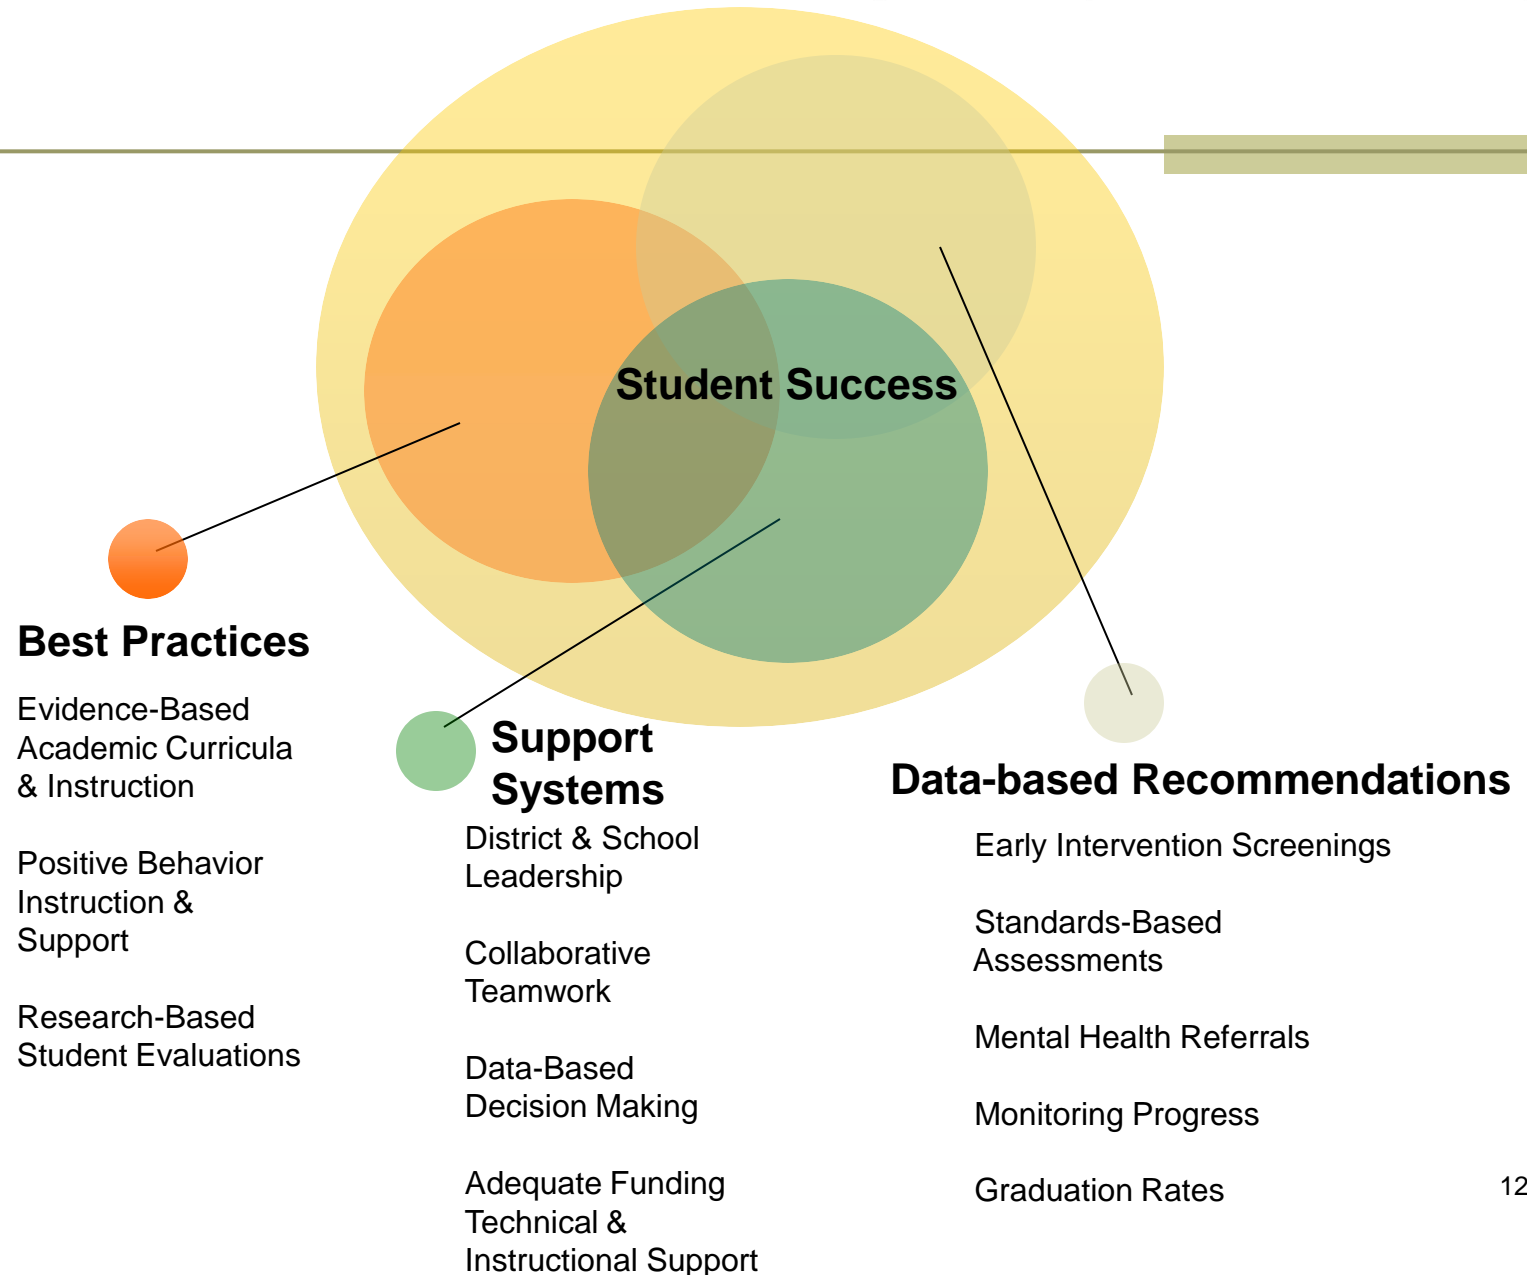 Student Success
Best Practices
Evidence-Based
Academic Curricula
& Instruction
Positive Behavior
Instruction &
Support
Research-Based
Student Evaluations
Support
Systems
District & School
Leadership
Collaborative
Teamwork
Data-Based
Decision Making
Adequate Funding
Technical &
Instructional Support
Data-based Recommendations
Early Intervention Screenings
Standards-Based
Assessments
Mental Health Referrals
Monitoring Progress
Graduation Rates
12